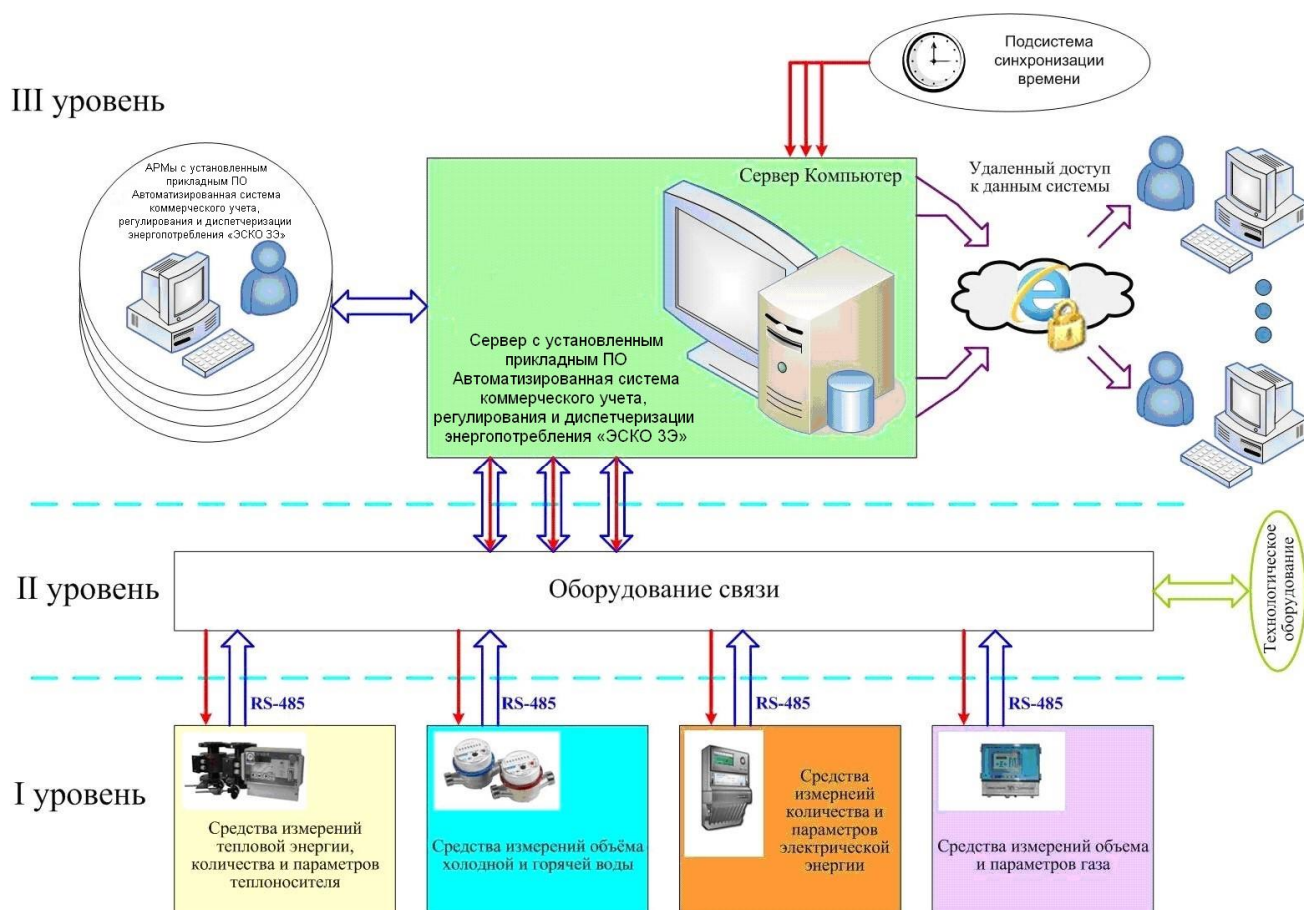 Подсистема
синхронизации
времени
III уровень
АРМы с установленным
прикладным ПО
Автоматизированная система
коммерческого учета,
регулирования и диспетчеризации
энергопотребления «ЭСКО 3Э»
Сервер Компьютер
Удаленный доступ
к данным системы
Сервер с установленным
прикладным ПО
Автоматизированная система
коммерческого учета,
регулирования и диспетчеризации
энергопотребления «ЭСКО 3Э»
II уровень
Оборудование связи
Технологическое
оборудование
RS-485
RS-485
RS-485
RS-485
I уровень
Средства измерений
тепловой энергии,
количества и параметров
теплоносителя
Средства измерений объёма
холодной и горячей воды
Средства
измернеий
количества и
параметров
электрической
энергии
Средства измерений объема
и параметров газа